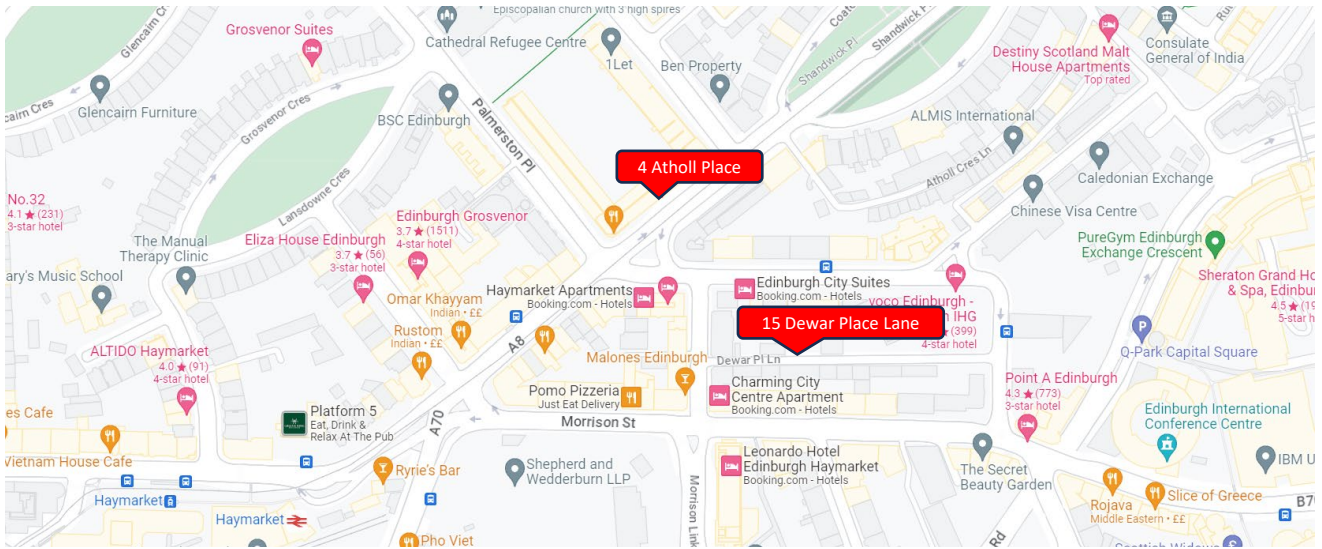 Episcopalian church with 3 high spires
Glencairn Cres
Grosvenor Suites
Cathedral Refugee Centre
1Let
Ben Property
Shandwick Pl
Shandwick Pl
Destiny Scotland Malt
House Apartments
Top rated
Consulate
General of India
Glencairn Furniture
Grosvenor Cres
BSC Edinburgh
Palmerston Pl
ALMIS International
4 Atholl Place
Atholl Cres Ln
Caledonian Exchange
Lansdowne Cres
No.32
4.1 ★ (231)
3-star hotel
Edinburgh Grosvenor
3.7 ★ (1511)
4-star hotel
Chinese Visa Centre
The Manual
Therapy Clinic
Eliza House Edinburgh
3.7 ★ (56)
3-star hotel
PureGym Edinburgh
Exchange Crescent
ary's Music School
Haymarket Apartments
Booking.com - Hotels
Edinburgh City Suites
Booking.com - Hotels
voco Edinburgh -
IHG
(399)
4-star hotel
Sheraton Grand Ho
& Spa, Edinbur
4.5 ★ (19
5-star h
Omar Khayyam
Indian • ££
Rustom
Indian • ££
A8
15 Dewar Place Lane
Q-Park Capital Square
ALTIDO Haymarket
4.0 ★ (91)
4-star hotel
Malones Edinburgh
Dewar Pl Ln
Pomo Pizzeria
Just Eat Delivery
Charming City
Centre Apartment
Booking.com - Hotels
Point A Edinburgh
4.3 ★ (773)
3-star hotel
Platform 5
Eat, Drink &
Relax At The Pub
A70
Morrison St
Edinburgh International
Conference Centre
es Cafe
Vietnam House Cafe
Ryrie's Bar
Shepherd and
Wedderburn LLP
Leonardo Hotel
Edinburgh Haymarket
Booking.com - Hotels
The Secret
Beauty Garden
IBM U
Haymarket
Haymarket
Morrison Link
Rojava
Middle Eastern • ££
Slice of Greece
B70
Pho Viet
Rd
Scottish Widows